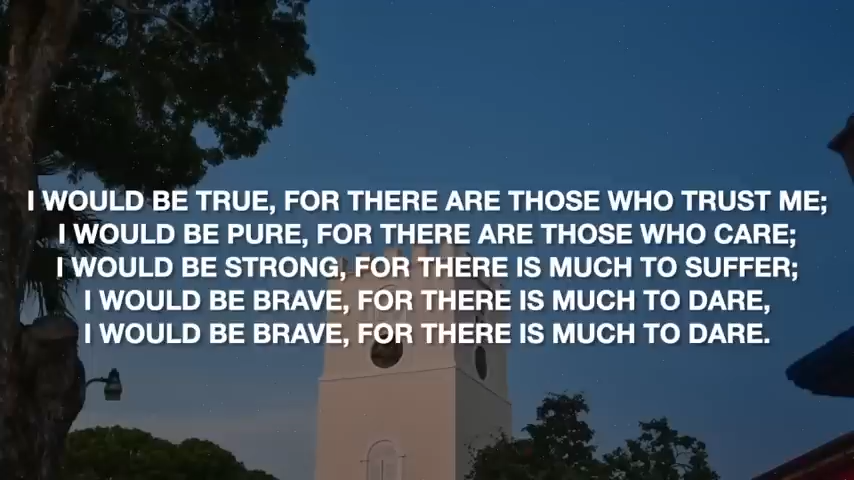 I WOULD BE TRUE, FOR THERE ARE THOSE WHO TRUST ME;
I WOULD BE PURE, FOR THERE ARE THOSE WHO CARE;
I WOULD BE STRONG, FOR THERE IS MUCH TO SUFFER;
I WOULD BE BRAVE, FOR THERE IS MUCH TO DARE,
I WOULD BE BRAVE, FOR THERE IS MUCH TO DARE.